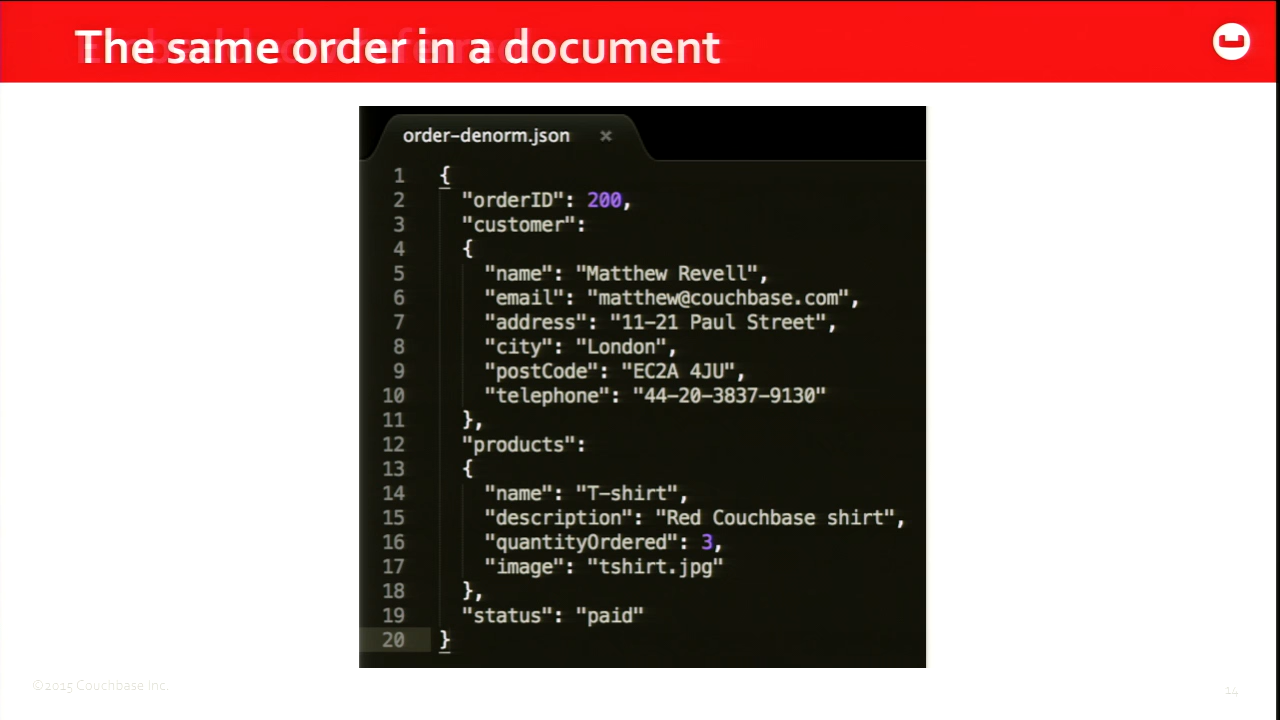 The same order in a document
order-denorm.json ×
1 {
2 "orderID": 200,
3 "customer":
4 {
5 "name": "Matthew Revell",
6 "email": "matthew@couchbase.com",
7 "address": "11-21 Paul Street",
8 "city": "London",
9 "postCode": "EC2A 4JU",
10 "telephone": "44-20-3837-9130"
11 },
12 "products":
13 {
14 "name": "T-shirt",
15 "description": "Red Couchbase shirt",
16 "quantityOrdered": 3,
17 "image": "tshirt.jpg"
18 },
19 "status": "paid"
20 }
©2015 Couchbase Inc.
14